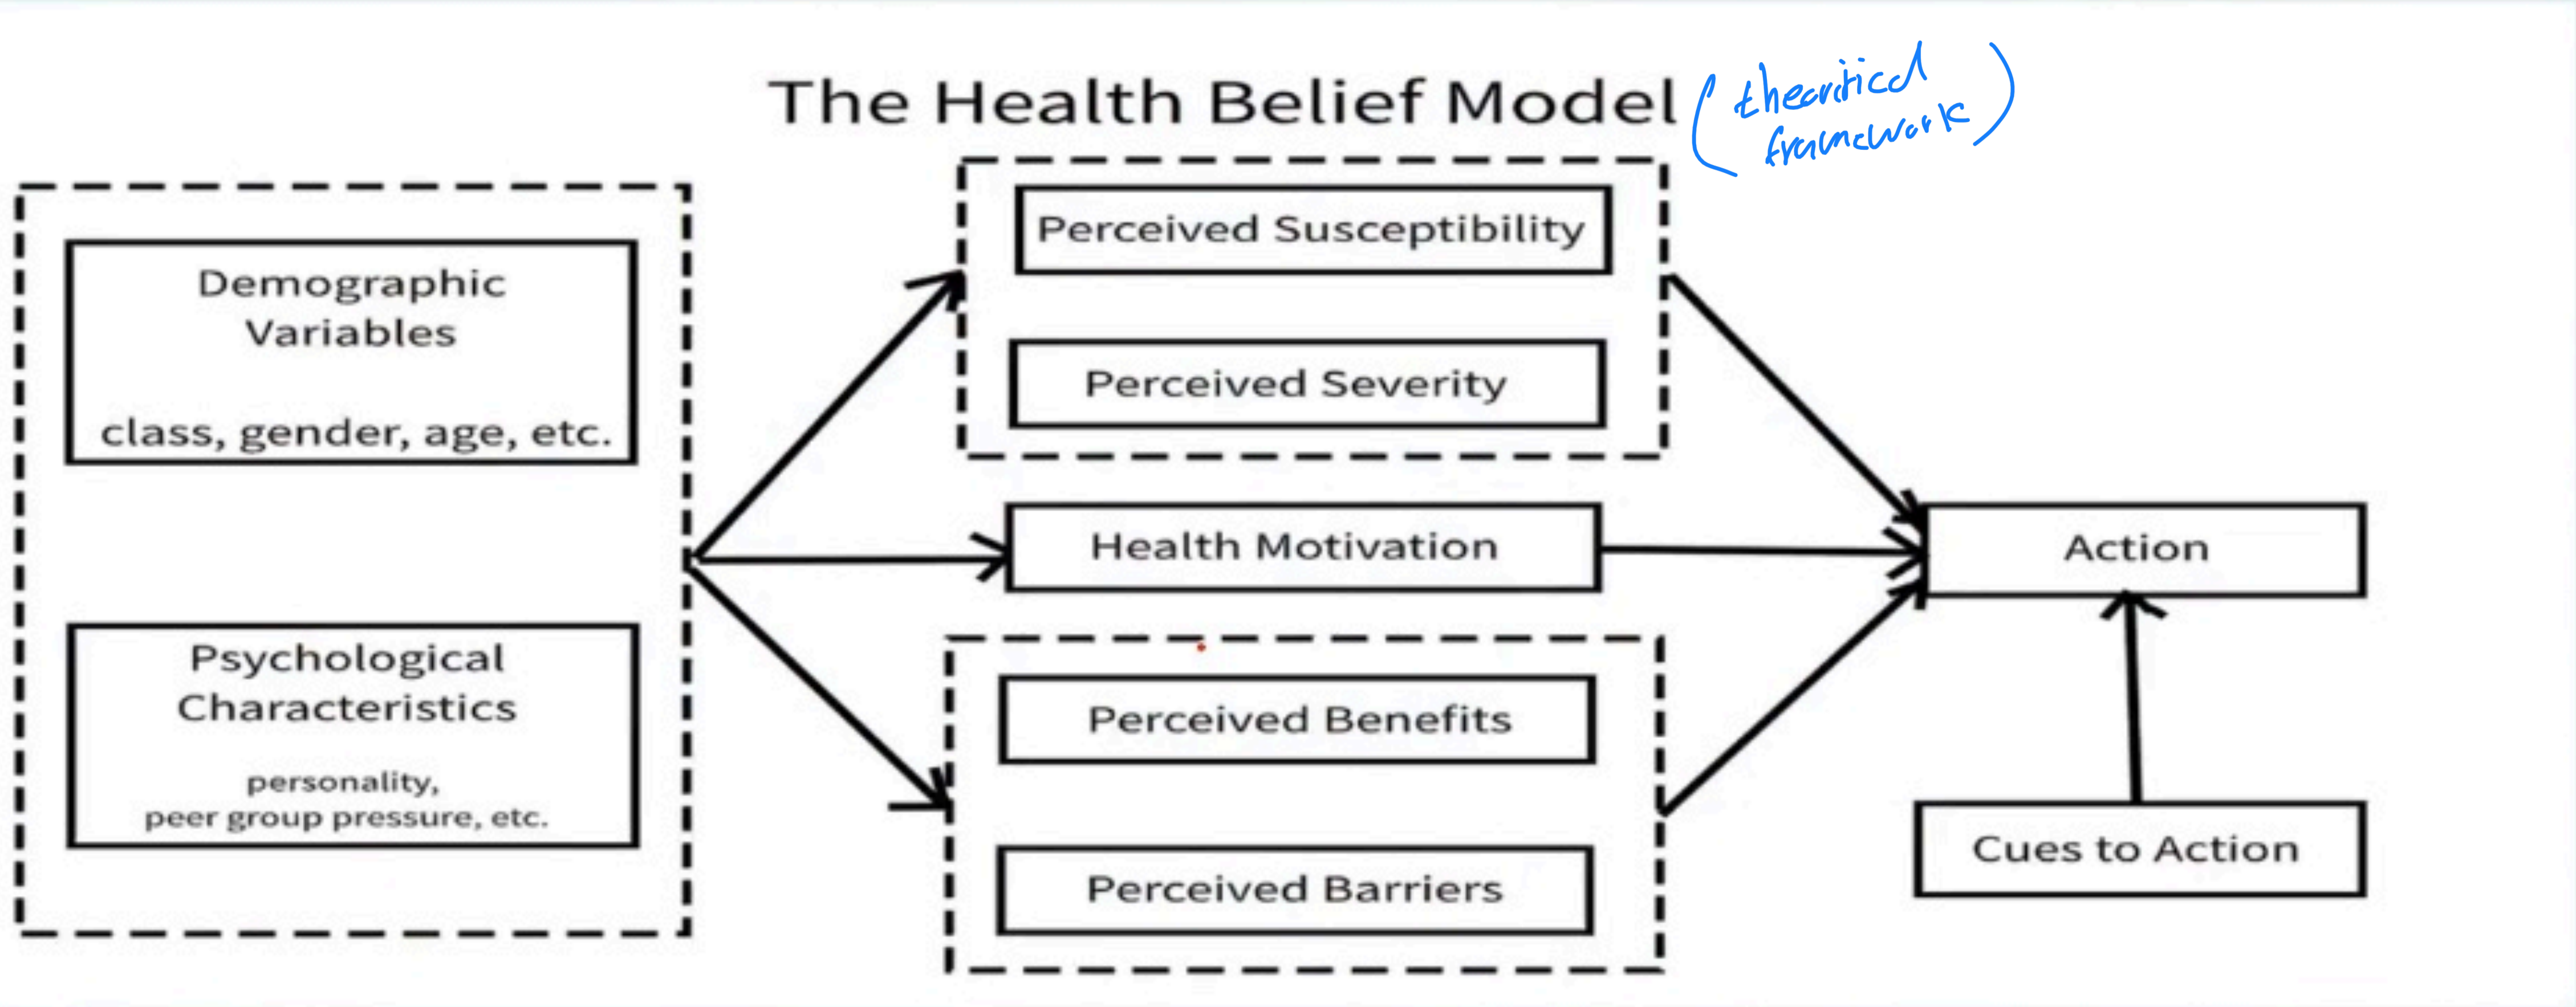 The Health Belief Model
(theoritical
framework)
Demographic
Variables
class, gender, age, etc.
Psychological
Characteristics
personality,
peer group pressure, etc.
Perceived Susceptibility
Perceived Severity
Health Motivation
Perceived Benefits
Perceived Barriers
Action
Cues to Action